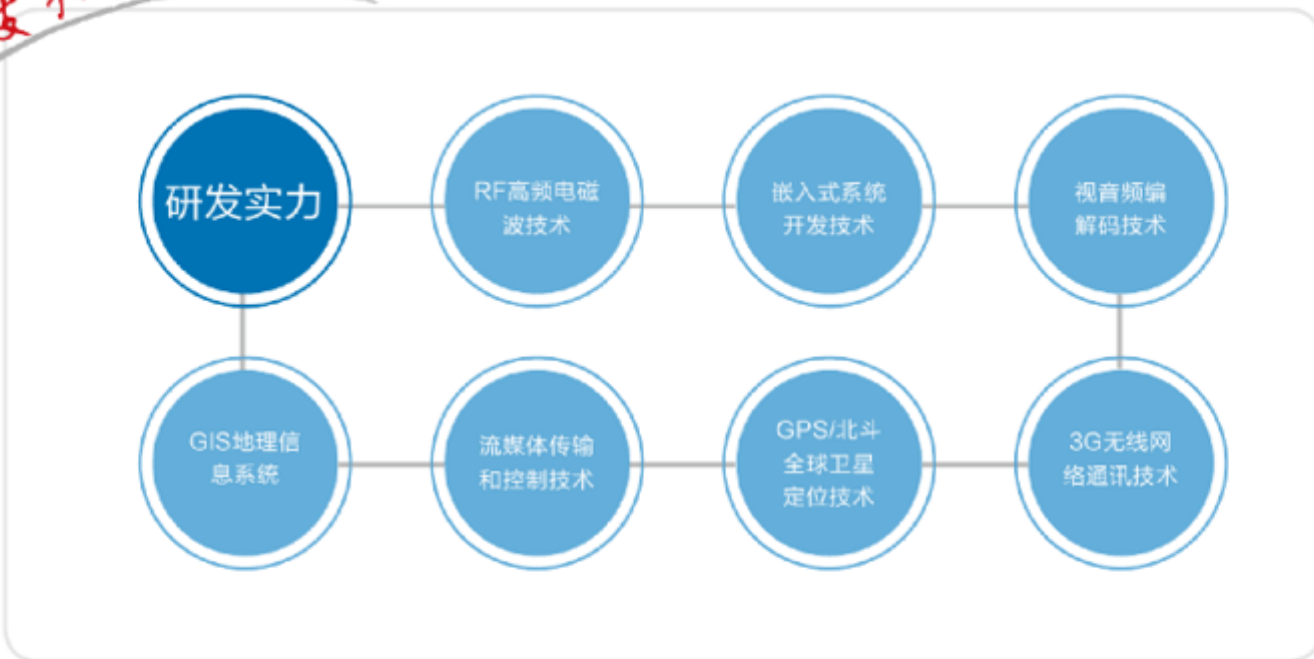 研发实力
RF高频电磁
波技术
嵌入式系统
开发技术
视音频编
解码技术
GIS地理信
息系统
流媒体传输
和控制技术
GPS/北斗
全球卫星
定位技术
3G无线网
络通讯技术